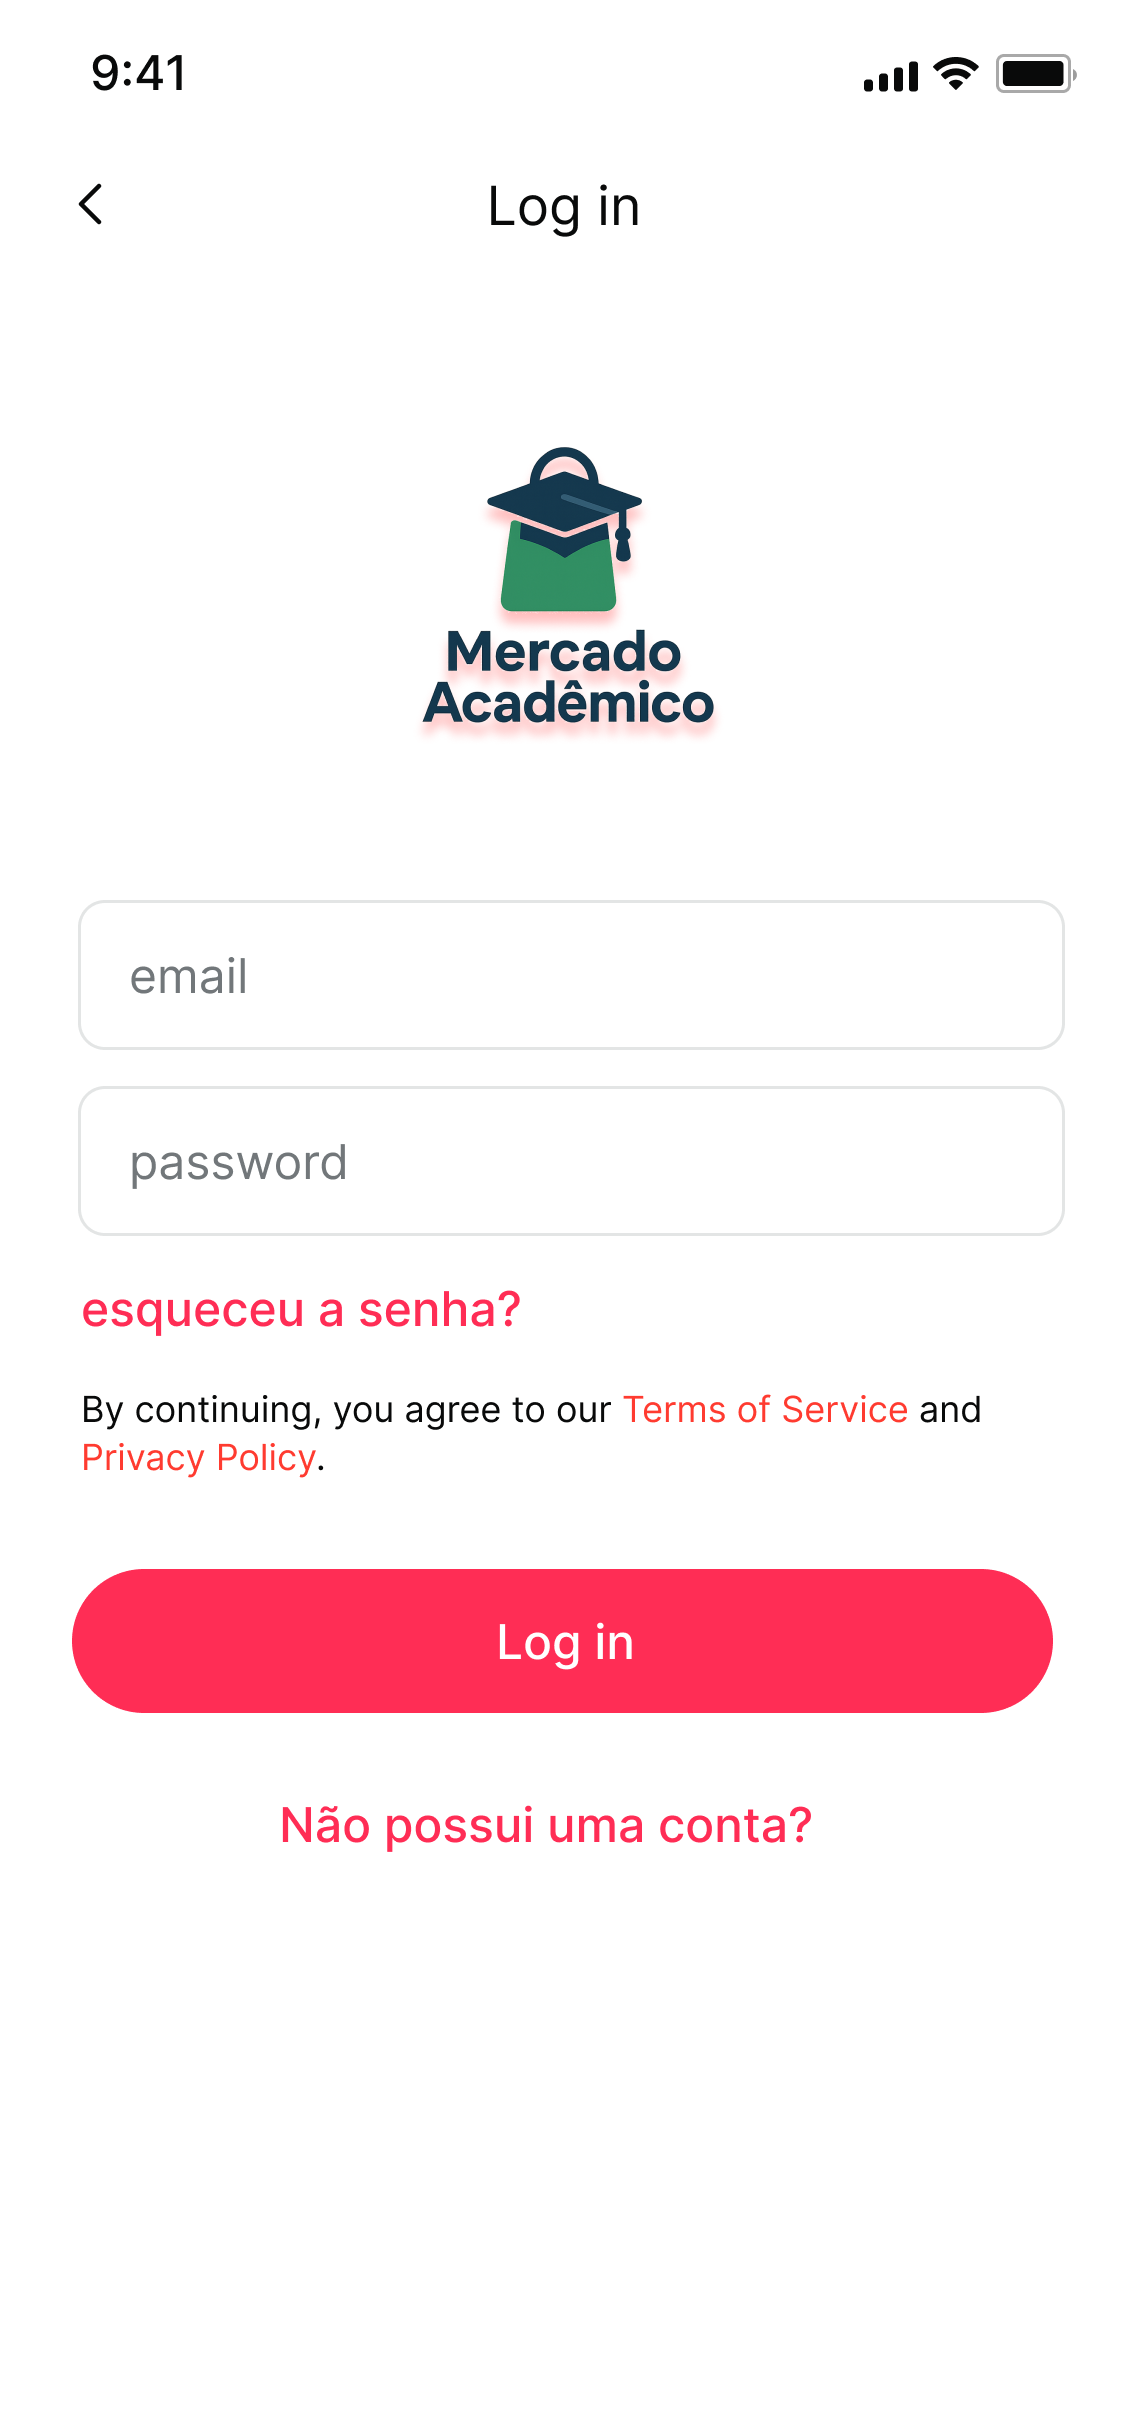 9:41
Log in
Mercado
Acadêmico
email
password
esqueceu a senha?
By continuing, you agree to our Terms of Service and
Privacy Policy.
Log in
Não possui uma conta?